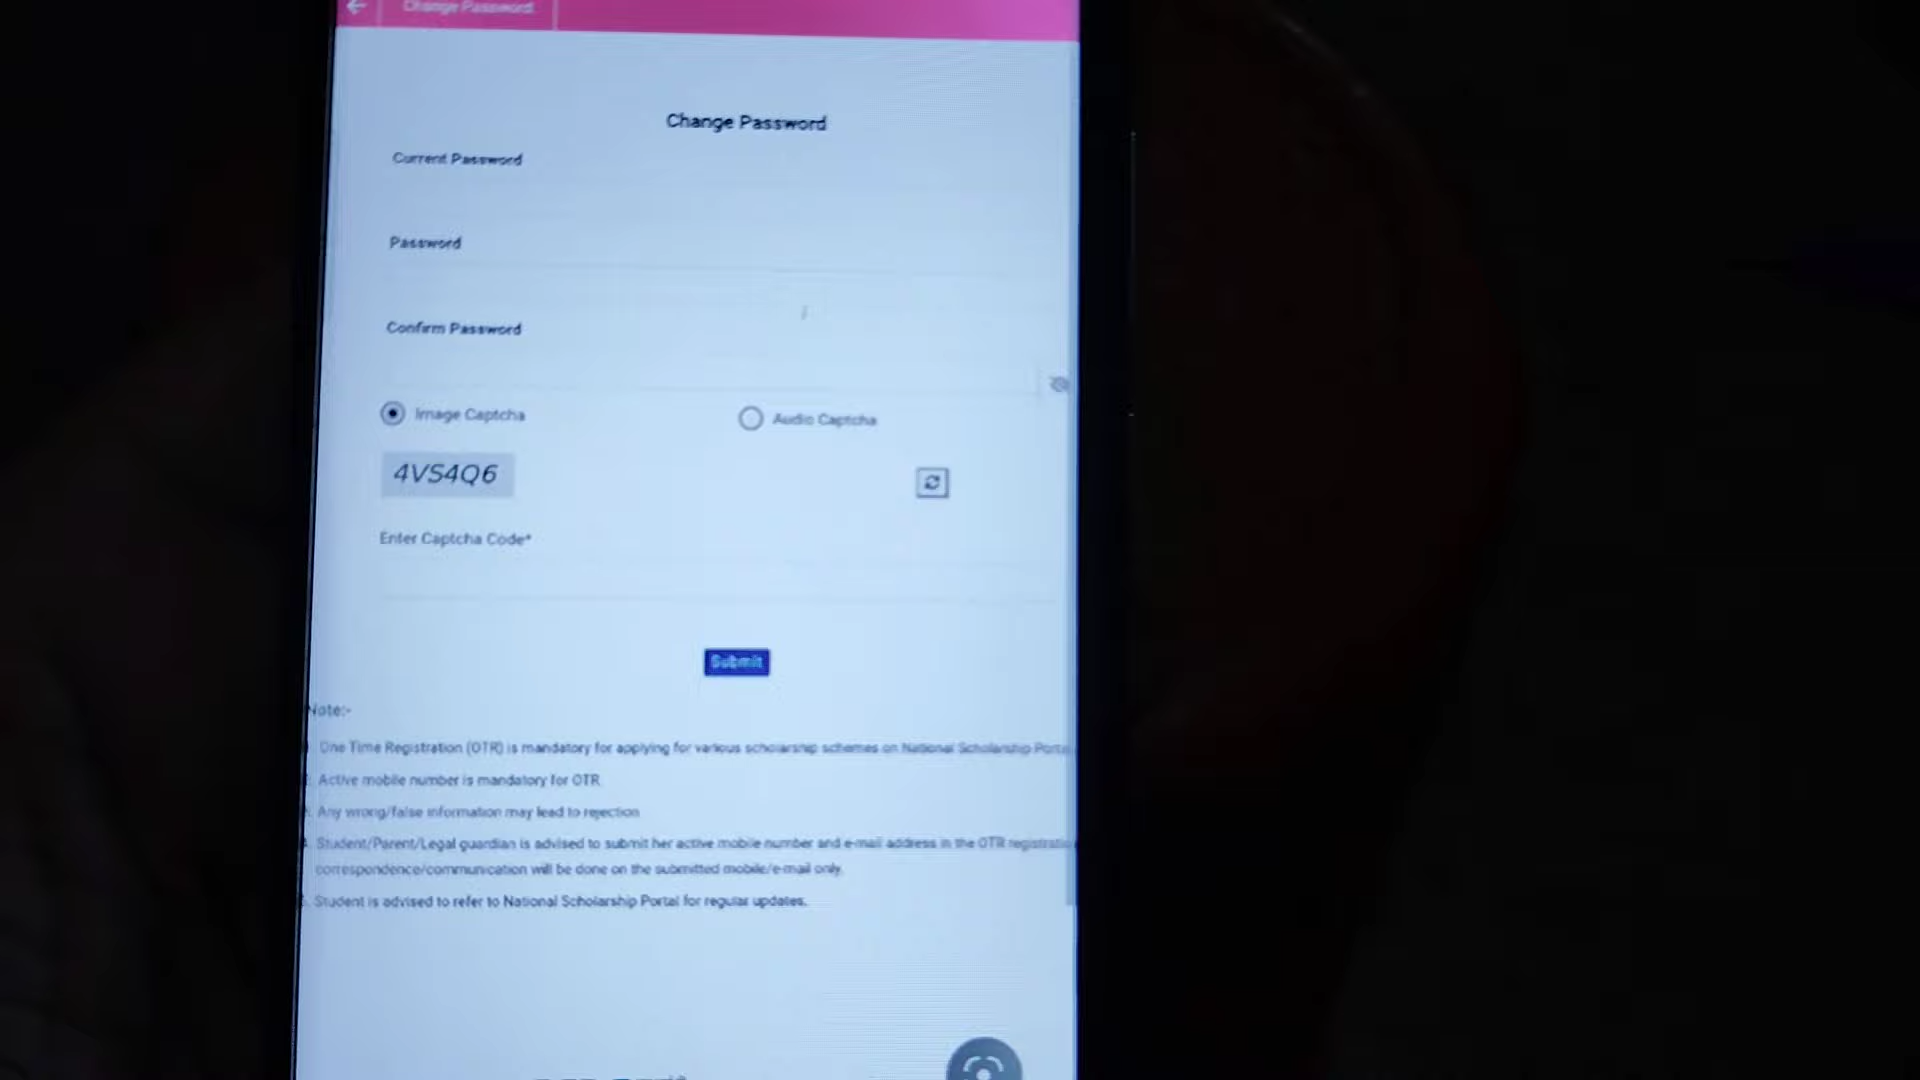 Change Password
Change Password
Current Password
Password
Confirm Password
Image Captcha
Audio Captcha
4VS4Q6
Enter Captcha Code*
Submit
Note:-
One Time Registration (OTR) is mandatory for applying for various scholarship schemes on National Scholarship Porta
Active mobile number is mandatory for OTR.
Any wrong/false information may lead to rejection
Student/Parent/Legal guardian is advised to submit her active mobile number and e-mail address in the OTR registratio
correspondence/communication will be done on the submitted mobile/e-mail only.
Student is advised to refer to National Scholarship Portal for regular updates.